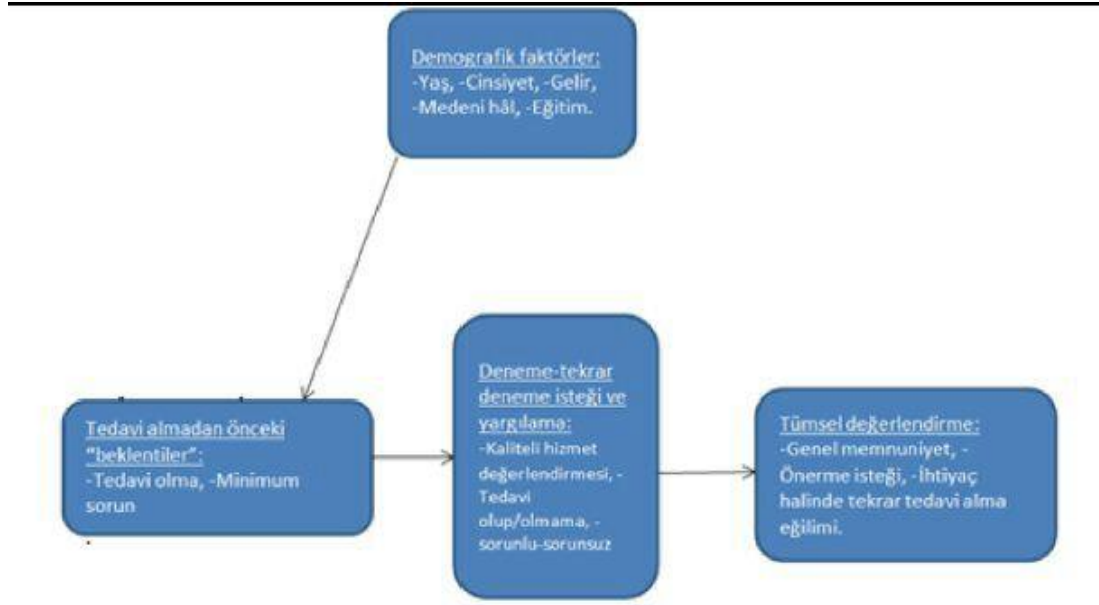 Demografik faktörler:
-Yaş, -Cinsiyet, -Gelir,
-Medeni hâl, -Eğitim.
Tedavi almadan önceki
"beklentiler":
-Tedavi olma, -Minimum
sorun
Deneme-tekrar
deneme isteği ve
yargılama:
-Kaliteli hizmet
değerlendirmesi, -
Tedavi
olup/olmama, -
sorunlu-sorunsuz
Tümsel değerlendirme:
-Genel memnuniyet, -
Önerme isteği, -İhtiyaç
halinde tekrar tedavi alma
eğilimi.